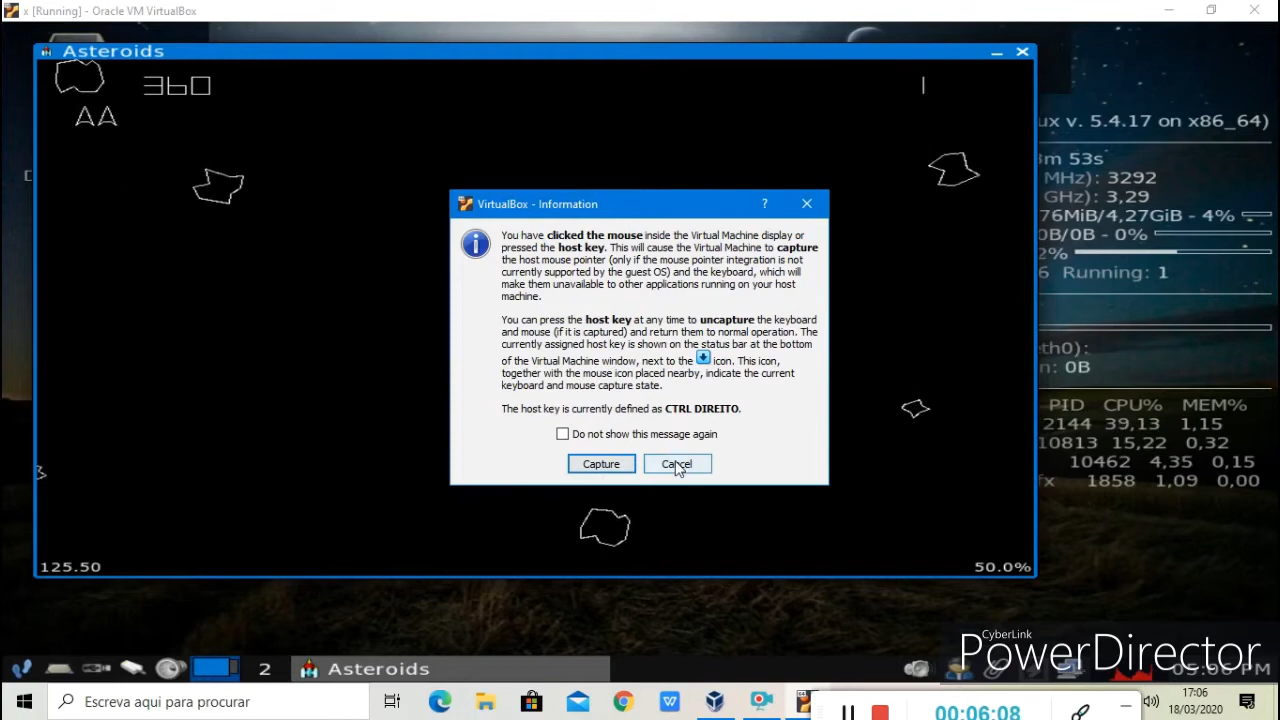 x [Running] - Oracle VM VirtualBox
Asteroids
360
1
AA
ux v. 5.4.17 on x86_64)
3m 53s
MHz): 3292
GHz): 3,29
76MiB/4,27GiB - 4%
0B/0B - 0%
2%
6 Running: 1
eth0):
n: 0B
PID CPU% MEM%
2144 39,13 1,15
10813 15,22 0,32
10462 4,35 0,15
fx 1858 1,09 0,00
VirtualBox - Information
You have clicked the mouse inside the Virtual Machine display or
pressed the host key. This will cause the Virtual Machine to capture
the host mouse pointer (only if the mouse pointer integration is not
currently supported by the guest OS) and the keyboard, which will
make them unavailable to other applications running on your host
machine.
You can press the host key at any time to uncapture the keyboard
and mouse (if it is captured) and return them to normal operation. The
currently assigned host key is shown on the status bar at the bottom
of the Virtual Machine window, next to the icon. This icon,
together with the mouse icon placed nearby, indicate the current
keyboard and mouse capture state.
The host key is currently defined as CTRL DIREITO.
Do not show this message again
Capture Cancel
125.50
50.0%
CyberLink
PowerDirector
2 Asteroids
05:06 PM
Escreva aqui para procurar
00:06:08
17:06
18/03/2020